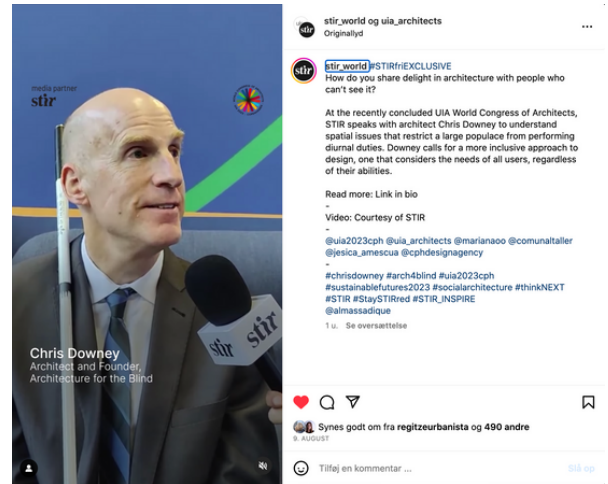 media partner
stir
stir
stir
Chris Downey
Architect and Founder,
Architecture for the Blind
stir
stir_world og uia_architects
Originallyd
stir
stir_world #STIRfriEXCLUSIVE
How do you share delight in architecture with people who
can't see it?
At the recently concluded UIA World Congress of Architects,
STIR speaks with architect Chris Downey to understand
spatial issues that restrict a large populace from performing
diurnal duties. Downey calls for a more inclusive approach to
design, one that considers the needs of all users, regardless
of their abilities.
Read more: Link in bio
-
Video: Courtesy of STIR
-
@uia2023cph @uia_architects @marianaoo @comunaltaller
@jesica_amescua @cphdesignagency
-
#chrisdowney #arch4blind #uia2023cph
#sustainablefutures2023 #socialarchitecture #thinkNEXT
#STIR #StaySTIRred #STIR_INSPIRE
@almassadique
1 u. Se oversættelse
Synes godt om fra regitzeurbanista og 490 andre
9. AUGUST
Tilføj en kommentar ...
Slå op